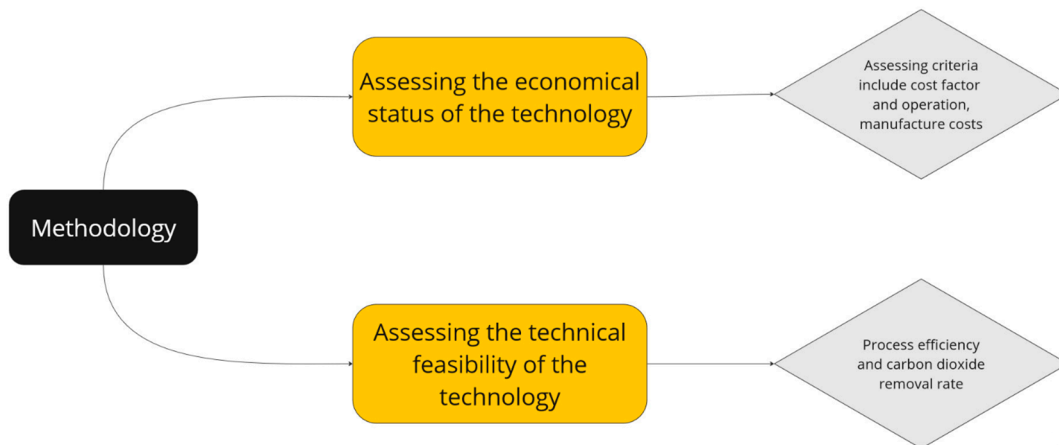 Assessing the economical
status of the technology
Assessing criteria
include cost factor
and operation,
manufacture costs
Methodology
Assessing the technical
feasibility of the
technology
Process efficiency
and carbon dioxide
removal rate